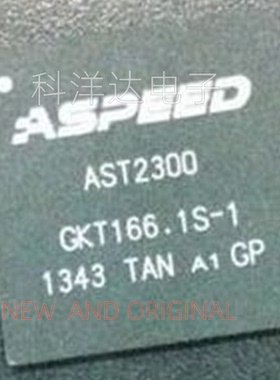 科洋达电子
ASPEED
AST2300
GKT166.1S-1
1343 TAN A1 GP
NEW AND ORIGINAL